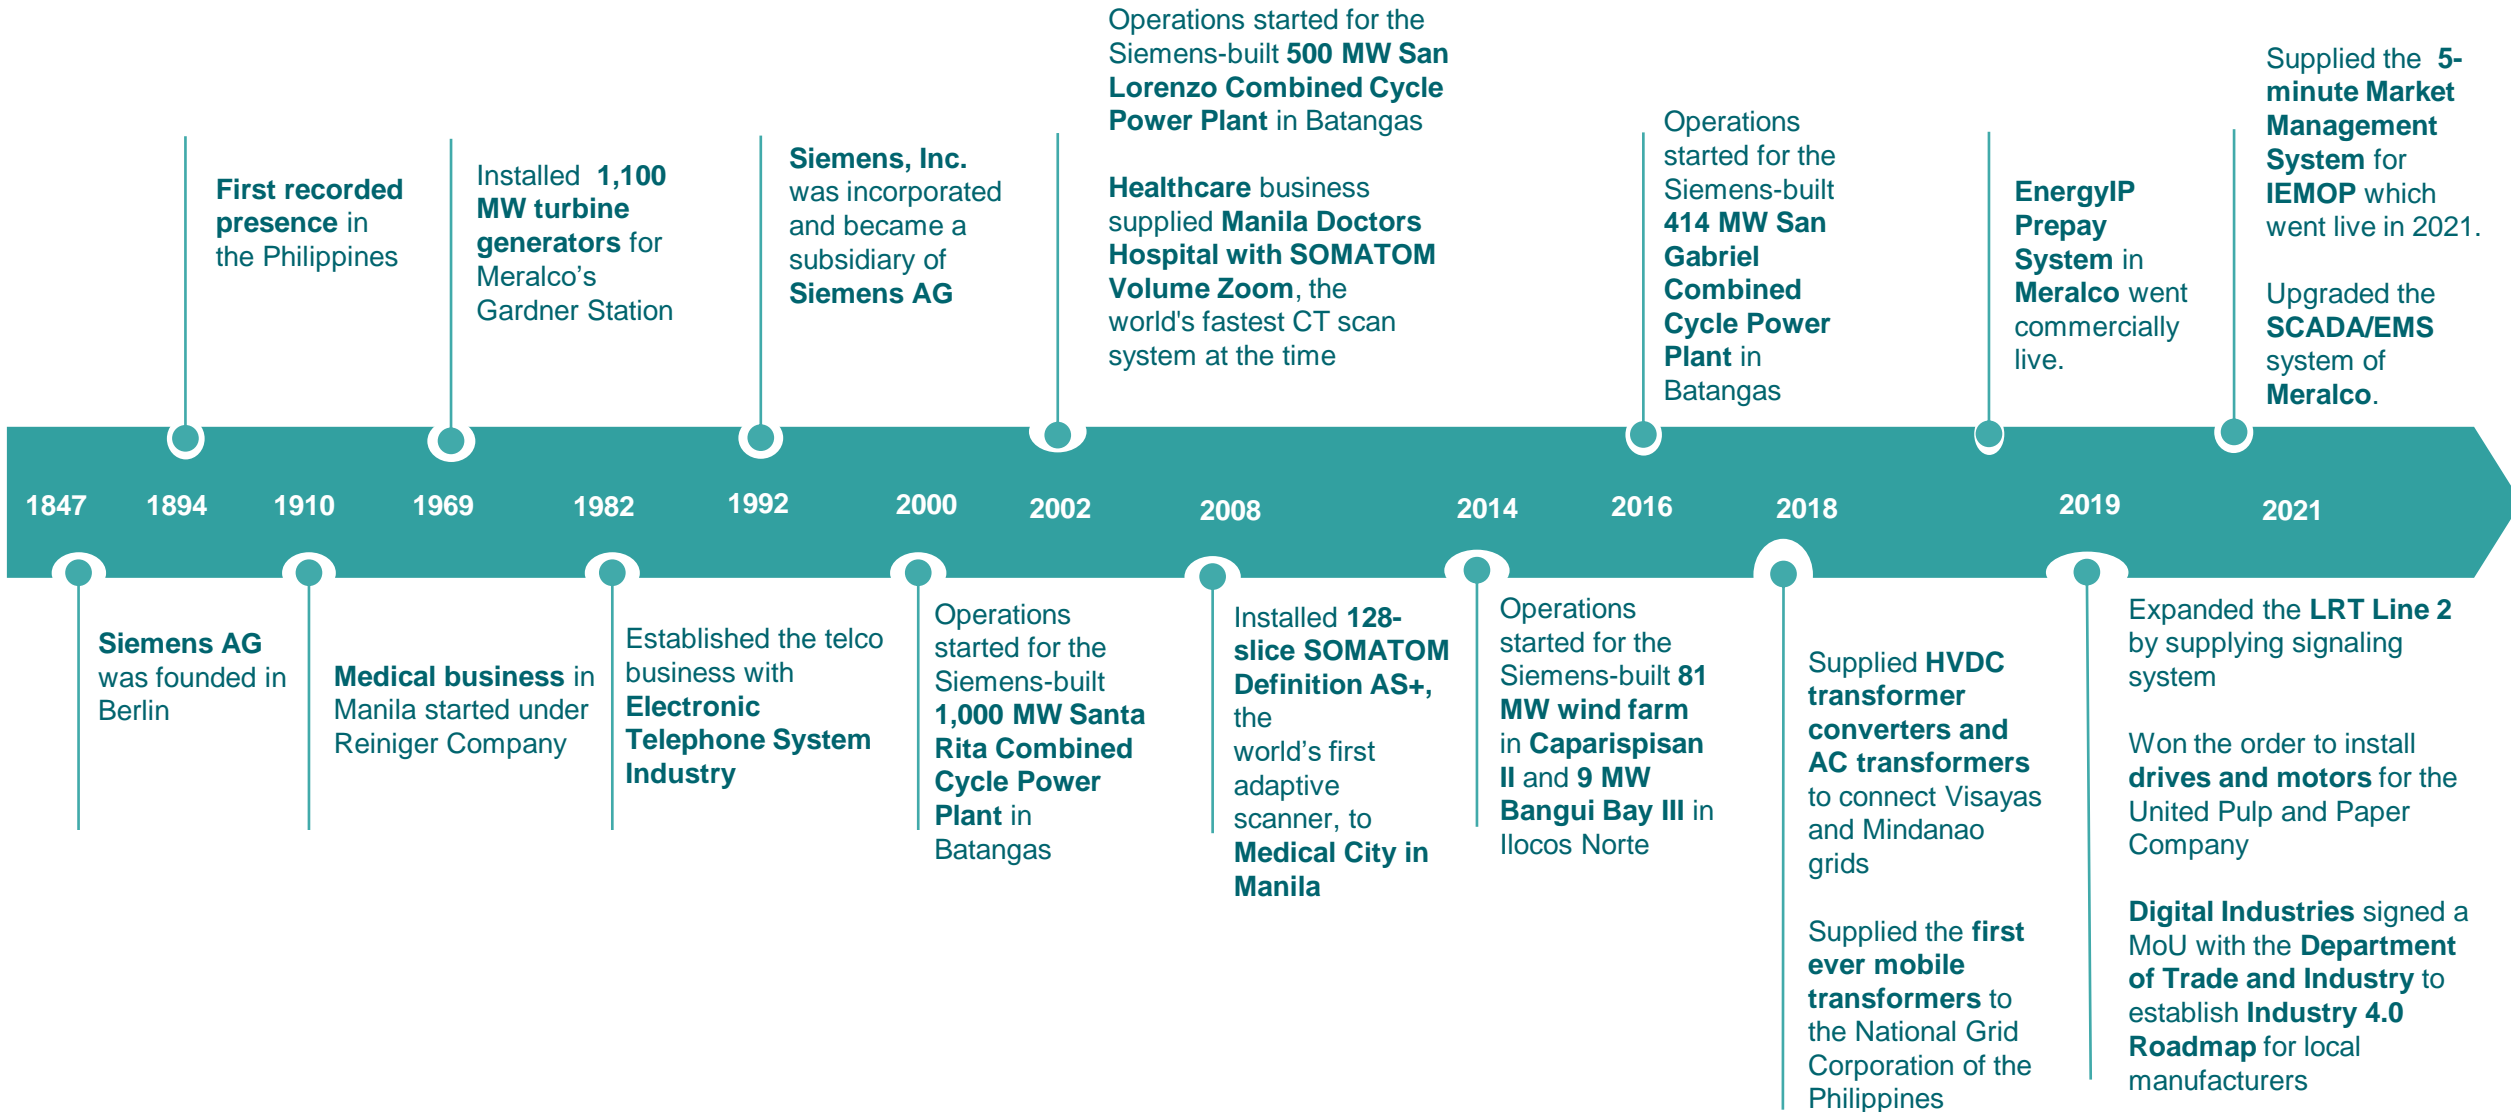 Operations started for the
Siemens-built 500 MW San
Lorenzo Combined Cycle
Power Plant in Batangas
Healthcare business
supplied Manila Doctors
Hospital with SOMATOM
Volume Zoom, the
world's fastest CT scan
system at the time
First recorded
presence in
the Philippines
Installed 1,100
MW turbine
generators for
Meralco’s
Gardner Station
Siemens, Inc.
was incorporated
and became a
subsidiary of
Siemens AG
Operations
started for the
Siemens-built
414 MW San
Gabriel
Combined
Cycle Power
Plant in
Batangas
EnergyIP
Prepay
System in
Meralco went
commercially
live.
Supplied the 5-
minute Market
Management
System for
IEMOP which
went live in 2021.
Upgraded the
SCADA/EMS
system of
Meralco.
1847 1894 1910 1969 1982 1992 2000 2002 2008 2014 2016 2018 2019 2021
Siemens AG
was founded in
Berlin
Medical business in
Manila started under
Reiniger Company
Established the telco
business with
Electronic
Telephone System
Industry
Operations
started for the
Siemens-built
1,000 MW Santa
Rita Combined
Cycle Power
Plant in
Batangas
Installed 128-
slice SOMATOM
Definition AS+,
the
world’s first
adaptive
scanner, to
Medical City in
Manila
Operations
started for the
Siemens-built 81
MW wind farm
in Caparispisan
II and 9 MW
Bangui Bay III in
Ilocos Norte
Supplied HVDC
transformer
converters and
AC transformers
to connect Visayas
and Mindanao
grids
Supplied the first
ever mobile
transformers to
the National Grid
Corporation of the
Philippines
Expanded the LRT Line 2
by supplying signaling
system
Won the order to install
drives and motors for the
United Pulp and Paper
Company
Digital Industries signed a
MoU with the Department
of Trade and Industry to
establish Industry 4.0
Roadmap for local
manufacturers